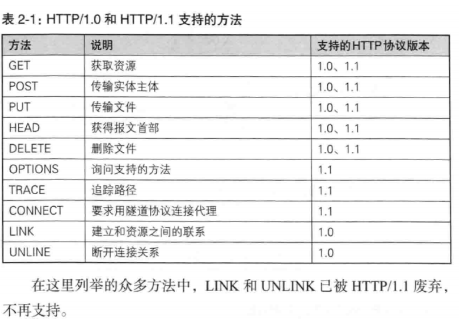 表 2-1：HTTP/1.0 和 HTTP/1.1 支持的方法
方法 说明 支持的HTTP协议版本
GET 获取资源 1.0、1.1
POST 传输实体主体 1.0、1.1
PUT 传输文件 1.0、1.1
HEAD 获得报文首部 1.0、1.1
DELETE 删除文件 1.0、1.1
OPTIONS 询问支持的方法 1.1
TRACE 追踪路径 1.1
CONNECT 要求用隧道协议连接代理 1.1
LINK 建立和资源之间的联系 1.0
UNLINE 断开连接关系 1.0
在这里列举的众多方法中，LINK 和 UNLINK 已被 HTTP/1.1 废弃，
不再支持。